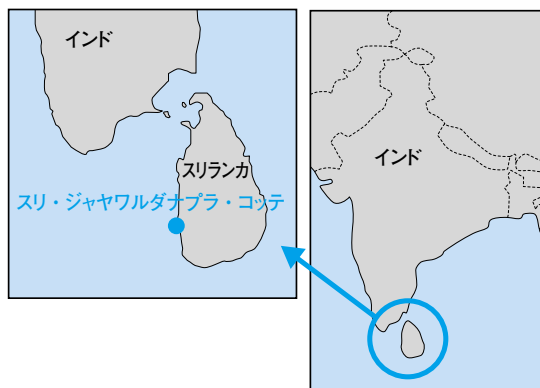 インド
スリランカ
スリ・ジャヤワルダナプラ・コッテ
インド